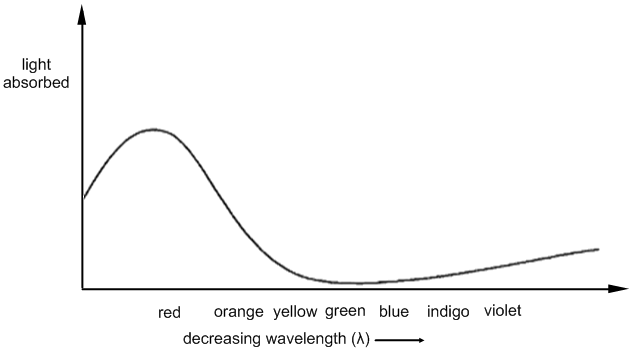 light
absorbed
red orange yellow green blue indigo violet
decreasing wavelength (λ)